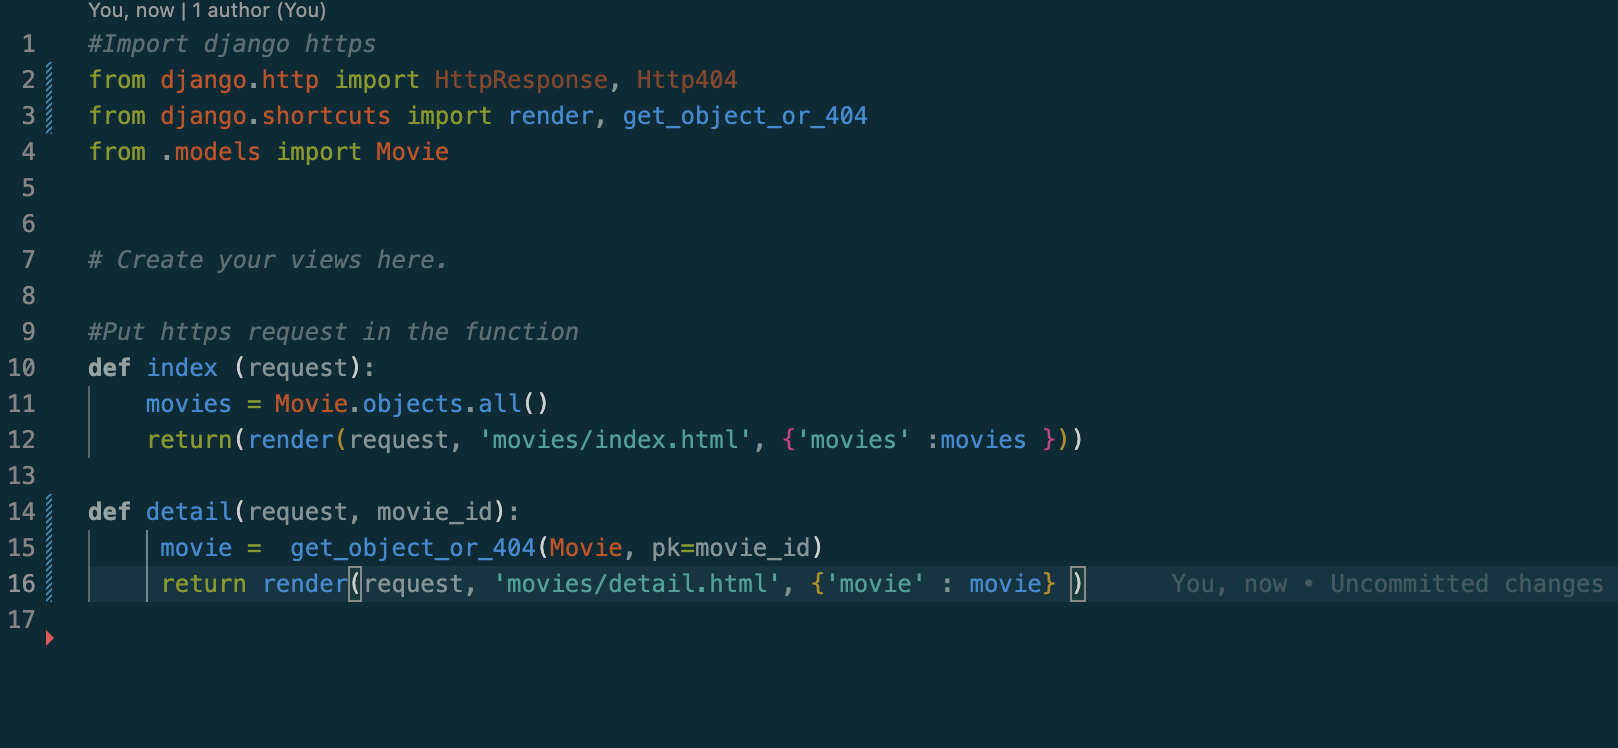 You, now | 1 author (You)
1 #Import django https
2 from django.http import HttpResponse, Http404
3 from django.shortcuts import render, get_object_or_404
4 from .models import Movie
5
6
7 # Create your views here.
8
9 #Put https request in the function
10 def index (request):
11     movies = Movie.objects.all()
12     return(render(request, 'movies/index.html', {'movies' :movies }))
13
14 def detail(request, movie_id):
15      movie =  get_object_or_404(Movie, pk=movie_id)
16      return render(request, 'movies/detail.html', {'movie' : movie} ) You, now • Uncommitted changes
17